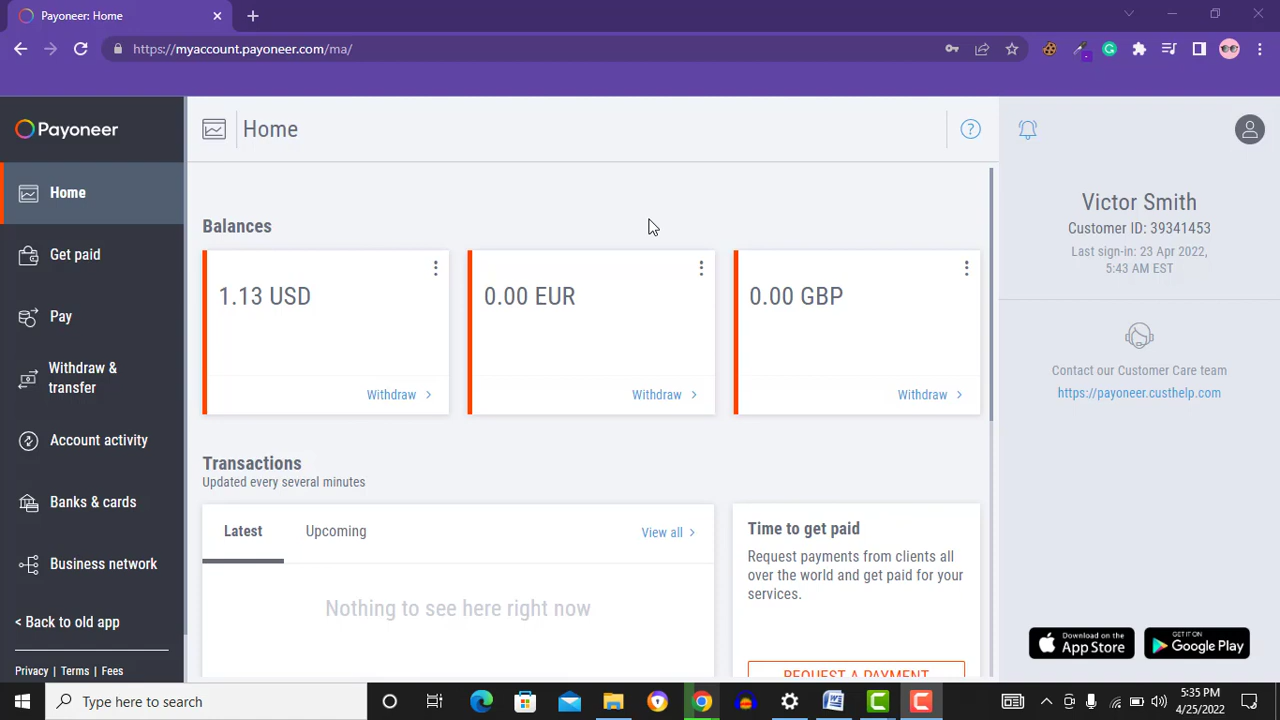 Payoneer: Home
https://myaccount.payoneer.com/ma/
Payoneer
Home
Get paid
Pay
Withdraw &
transfer
Account activity
Banks & cards
Business network
< Back to old app
Privacy | Terms | Fees
Home
?
Balances
1.13 USD
Withdraw >
0.00 EUR
Withdraw >
0.00 GBP
Withdraw >
Transactions
Updated every several minutes
Latest
Upcoming
View all >
Nothing to see here right now
Time to get paid
Request payments from clients all
over the world and get paid for your
services.
REQUEST A PAYMENT
Victor Smith
Customer ID: 39341453
Last sign-in: 23 Apr 2022,
5:43 AM EST
Contact our Customer Care team
https://payoneer.custhelp.com
Download on the
App Store
GET IT ON
Google Play
Type here to search
5:35 PM
4/25/2022